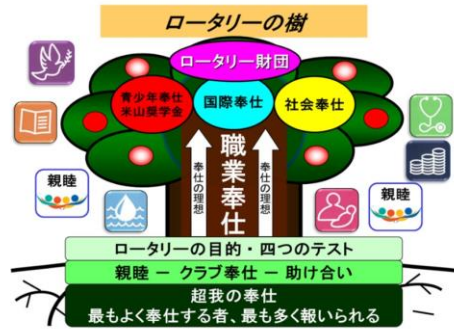 ロータリーの樹
ロータリー財団
青少年奉仕
米山奨学金
国際奉仕
社会奉仕
職業奉仕
奉仕の理想
奉仕の理想
親睦
親睦
ロータリーの目的・四つのテスト
親睦 － クラブ奉仕 － 助け合い
超我の奉仕
最もよく奉仕する者、最も多く報いられる